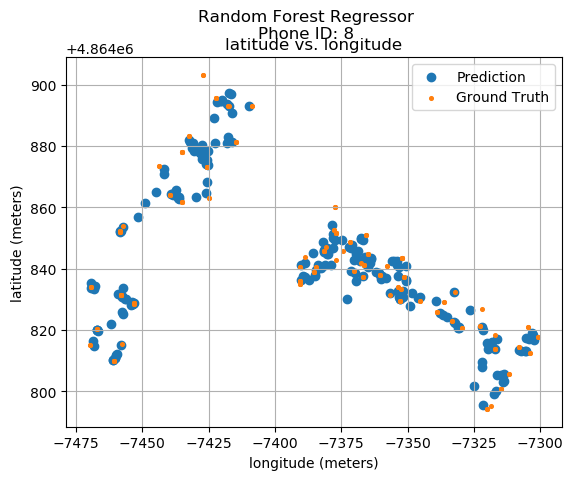 Random Forest Regressor
Phone ID: 8
latitude vs. longitude
+4.864e6
Prediction
Ground Truth
900
880
860
840
820
800
latitude (meters)
−7475 −7450 −7425 −7400 −7375 −7350 −7325 −7300
longitude (meters)